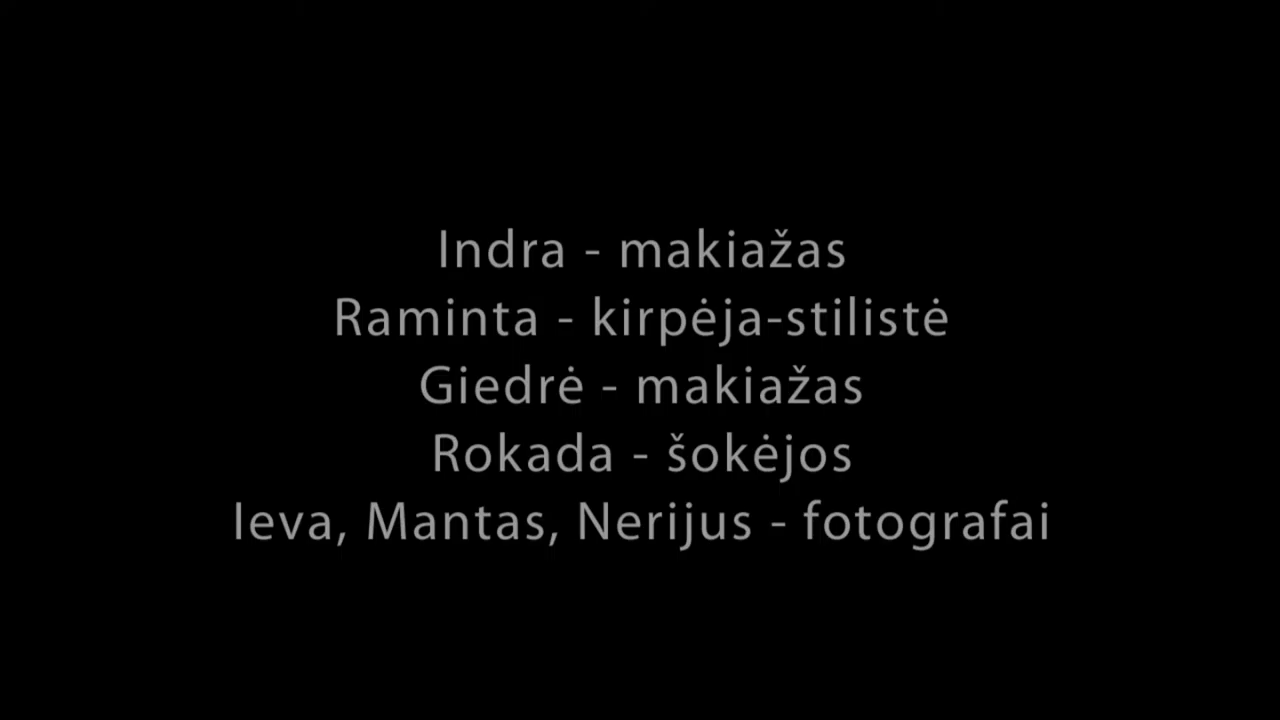 Indra - makiažas
Raminta - kirpėja-stilistė
Giedrė - makiažas
Rokada - šokėjos
Ieva, Mantas, Nerijus - fotografai